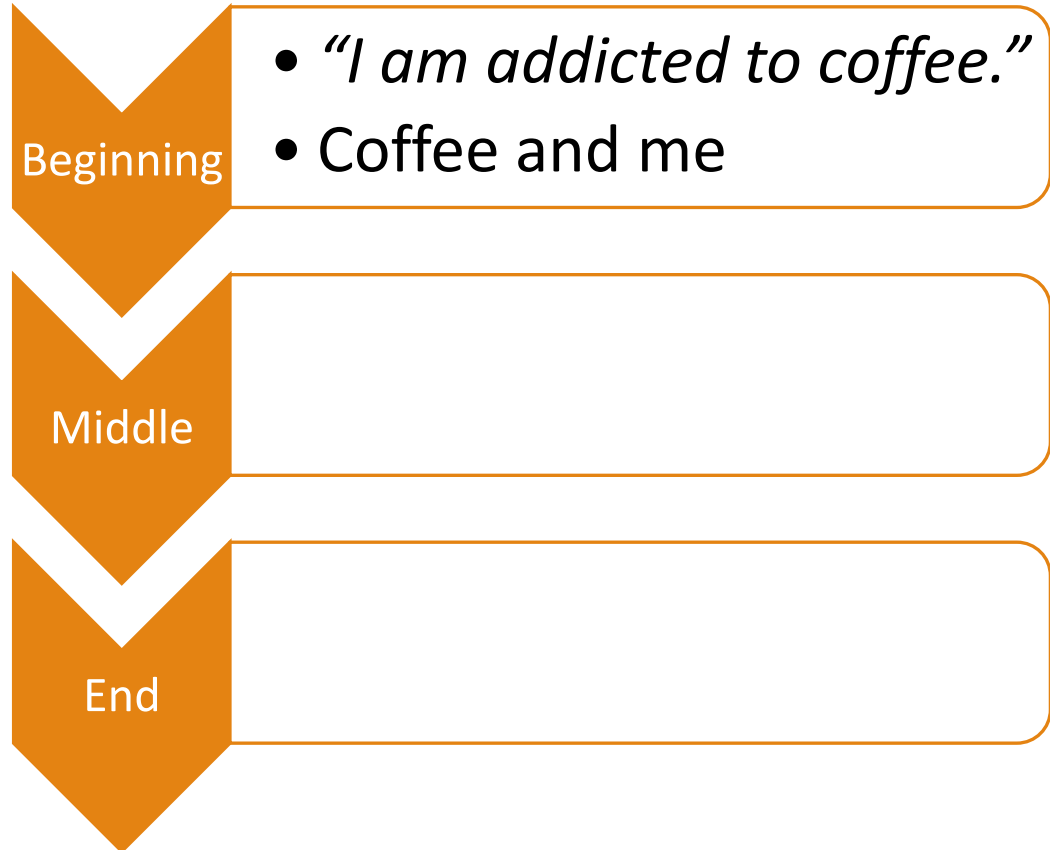 Beginning
• “I am addicted to coffee.”
• Coffee and me
Middle
End